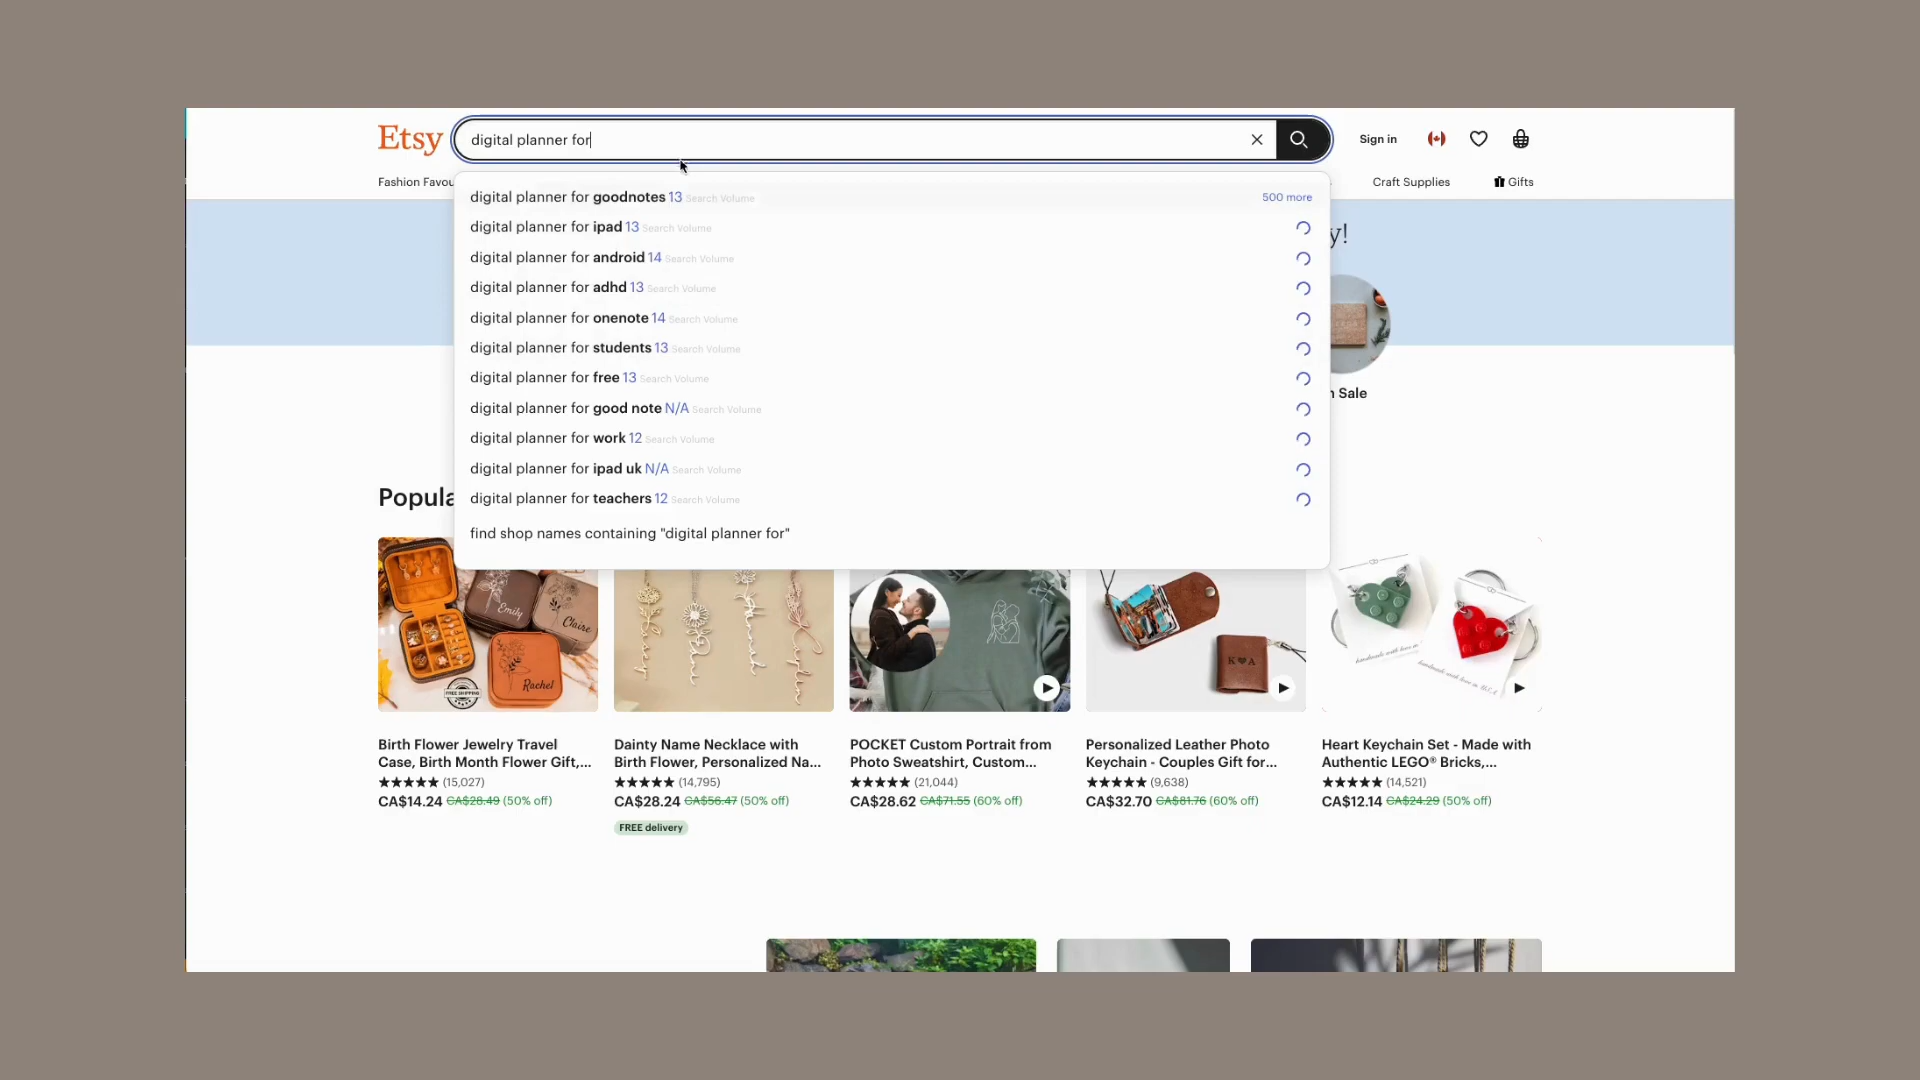 Etsy
digital planner for
Sign in
Fashion Favou
Craft Supplies
Gifts
digital planner for goodnotes 13 Search Volume
500 more
digital planner for ipad 13 Search Volume
y!
digital planner for android 14 Search Volume
digital planner for adhd 13 Search Volume
digital planner for onenote 14 Search Volume
digital planner for students 13 Search Volume
digital planner for free 13 Search Volume
n Sale
digital planner for good note N/A Search Volume
digital planner for work 12 Search Volume
digital planner for ipad uk N/A Search Volume
digital planner for teachers 12 Search Volume
find shop names containing "digital planner for"
Popula
Emily
Claire
Rachel
FREE SHIPPING
K♥A
Birth Flower Jewelry Travel
Case, Birth Month Flower Gift,...
(15,027)
CA$14.24 CA$28.49 (50% off)
Dainty Name Necklace with
Birth Flower, Personalized Na...
(14,795)
CA$28.24 CA$56.47 (50% off)
FREE delivery
POCKET Custom Portrait from
Photo Sweatshirt, Custom...
(21,044)
CA$28.62 CA$71.55 (60% off)
Personalized Leather Photo
Keychain - Couples Gift for...
(9,638)
CA$32.70 CA$81.76 (60% off)
Heart Keychain Set - Made with
Authentic LEGO® Bricks,...
(14,521)
CA$12.14 CA$24.29 (50% off)